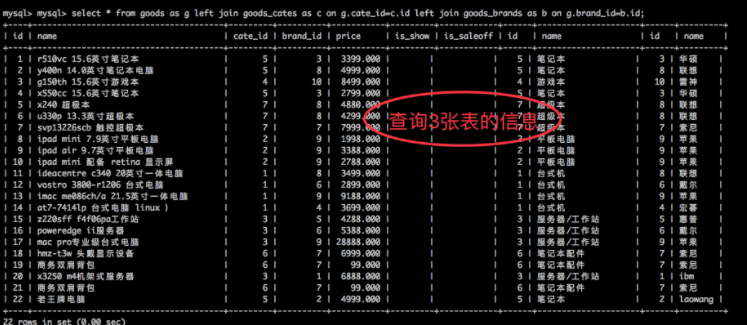 mysql> mysql> select * from goods as g left join goods_cates as c on g.cate_id=c.id left join goods_brands as b on g.brand_id=b.id;
| id | name | cate_id | brand_id | price | is_show | is_saleoff | id | name | id | name |
| 1 | r510vc 15.6英寸笔记本 | 5 | 3 | 3399.000 | | | 5 | 笔记本 | 3 | 华硕 |
| 2 | y400n 14.0英寸笔记本电脑 | 5 | 8 | 4999.000 | | | 5 | 笔记本 | 8 | 联想 |
| 3 | g150th 15.6英寸游戏本 | 4 | 10 | 8499.000 | | | 4 | 游戏本 | 10 | 雷神 |
| 4 | x550cc 15.6英寸笔记本 | 5 | 3 | 2799.000 | | | 5 | 笔记本 | 3 | 华硕 |
| 5 | x240 超极本 | 7 | 8 | 4880.000 | | | 7 | 超级本 | 8 | 联想 |
| 6 | u330p 13.3英寸超极本 | 7 | 8 | 4299.000 | | | 7 | 超级本 | 8 | 联想 |
查询3张表的信息
| 7 | svp13226scb 触控超极本 | 7 | 7 | 7999.000 | | | 7 | 超级本 | 7 | 索尼 |
| 8 | ipad mini 7.9英寸平板电脑 | 2 | 9 | 1998.000 | | | 2 | 平板电脑 | 9 | 苹果 |
| 9 | ipad air 9.7英寸平板电脑 | 2 | 9 | 3388.000 | | | 2 | 平板电脑 | 9 | 苹果 |
| 10 | ipad mini 配备 retina 显示屏 | 2 | 9 | 2788.000 | | | 2 | 平板电脑 | 9 | 苹果 |
| 11 | ideacentre c340 20英寸一体电脑 | 1 | 8 | 3499.000 | | | 1 | 台式机 | 8 | 联想 |
| 12 | vostro 3800-r1206 台式电脑 | 1 | 6 | 2899.000 | | | 1 | 台式机 | 6 | 戴尔 |
| 13 | imac me086ch/a 21.5英寸一体电脑 | 1 | 9 | 9188.000 | | | 1 | 台式机 | 9 | 苹果 |
| 14 | at7-7414lp 台式电脑 linux ) | 1 | 4 | 3699.000 | | | 1 | 台式机 | 4 | 宏碁 |
| 15 | z220sff f4f06pa工作站 | 3 | 5 | 4288.000 | | | 3 | 服务器/工作站 | 5 | 惠普 |
| 16 | poweredge ii服务器 | 3 | 6 | 5388.000 | | | 3 | 服务器/工作站 | 6 | 戴尔 |
| 17 | mac pro专业级台式电脑 | 3 | 9 | 28888.000 | | | 3 | 服务器/工作站 | 9 | 苹果 |
| 18 | hmz-t3w 头戴显示设备 | 6 | 7 | 6999.000 | | | 6 | 笔记本配件 | 7 | 索尼 |
| 19 | 商务双肩背包 | 6 | 7 | 99.000 | | | 6 | 笔记本配件 | 7 | 索尼 |
| 20 | x3250 m4机架式服务器 | 3 | 1 | 6888.000 | | | 3 | 服务器/工作站 | 1 | ibm |
| 21 | 商务双肩背包 | 6 | 7 | 99.000 | | | 6 | 笔记本配件 | 7 | 索尼 |
| 22 | 老王牌电脑 | 5 | 2 | 4999.000 | | | 5 | 笔记本 | 2 | laowang |
22 rows in set (0.00 sec)